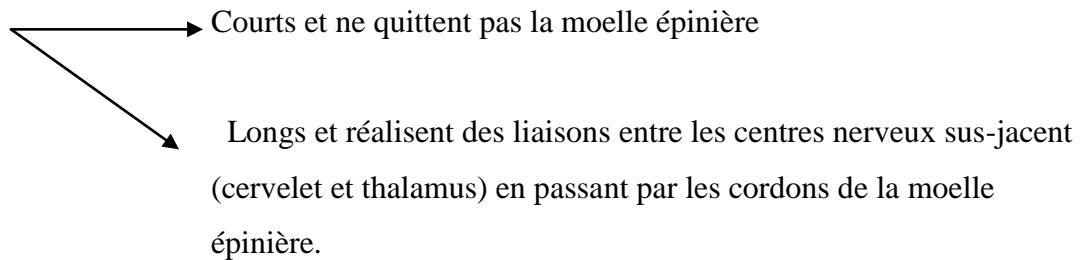 Courts et ne quittent pas la moelle épinière
Longs et réalisent des liaisons entre les centres nerveux sus-jacent
(cervelet et thalamus) en passant par les cordons de la moelle
épinière.